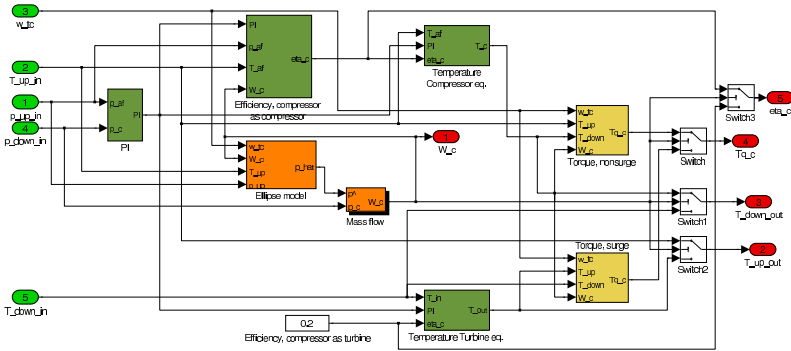 3
w_tc
2
T_up_in
1
p_up_in
4
p_down_in
p_af
p_c
PI
PI
PI
p_af
T_af
W_c
eta_c
Efficiency, compressor
as compressor
T_af
PI
eta_c
T_c
Temperature
Compressor eq.
w_tc
W_c
T_up
p_up
p_her
Ellipse model
p^
p_c
W_c
Mass flow
1
W_c
w_tc
T_up
T_down
W_c
Tq_c
Torque, nonsurge
Switch3
5
eta_c
Switch
4
Tq_c
Switch1
3
T_down_out
Switch2
2
T_up_out
Torque, surge
w_tc
T_up
T_down
W_c
Tq_c
5
T_down_in
T_in
PI
eta_c
T_out
Temperature Turbine eq.
0.2
Efficiency, compressor as turbine